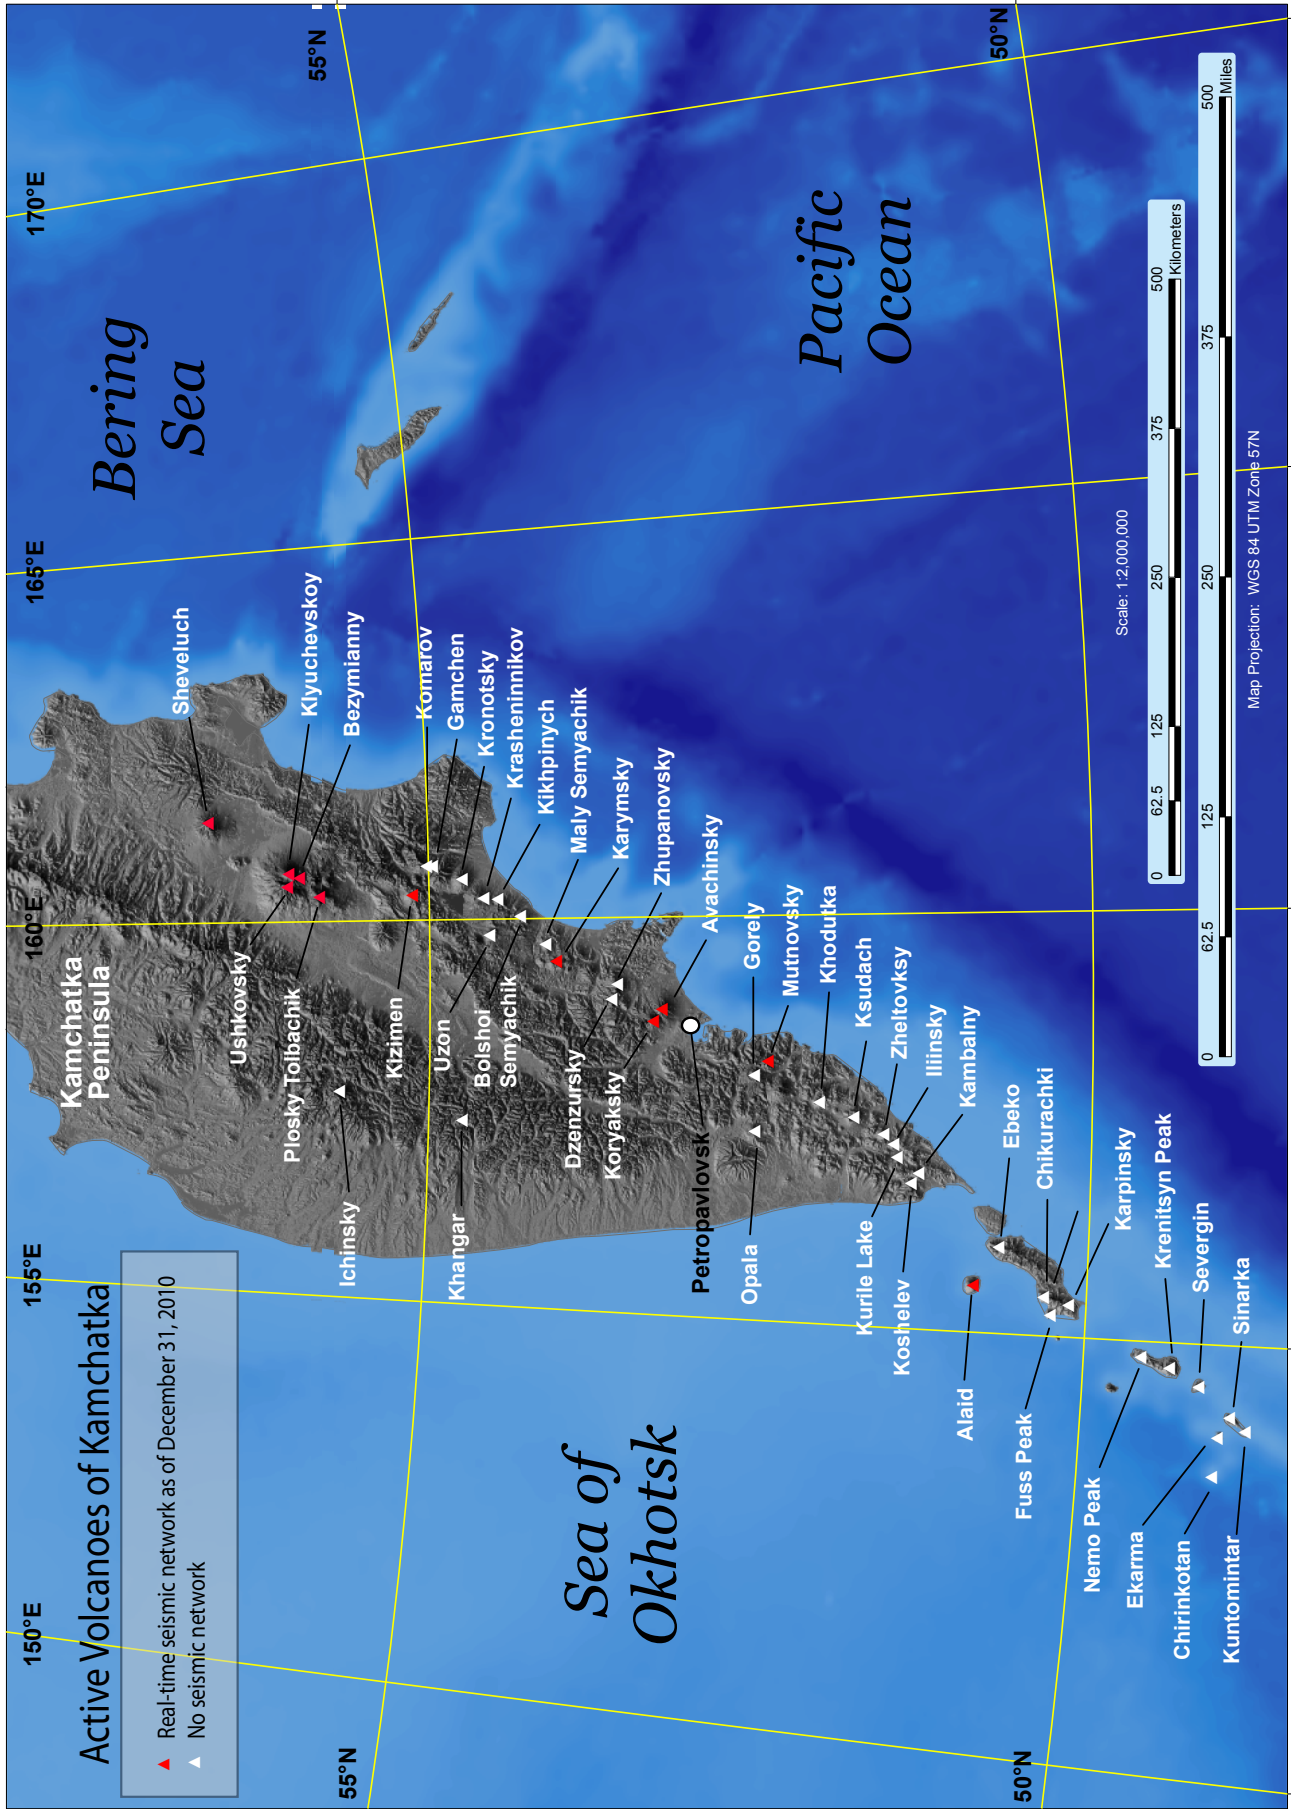 Active Volcanoes of Kamchatka
Real-time seismic network as of December 31, 2010
No seismic network
150°E
155°E
160°E
165°E
170°E
55°N
55°N
50°N
50°N
Kamchatka
Peninsula
Bering
Sea
Pacific
Ocean
Sea of
Okhotsk
Sheveluch
Klyuchevskoy
Bezymianny
Ushkovsky
Plosky Tolbachik
Ichinsky
Kizimen
Komarov
Gamchen
Kronotsky
Krasheninnikov
Kikhpinych
Uzon
Bolshoi
Semyachik
Khangar
Maly Semyachik
Karymsky
Zhupanovsky
Dzenzursky
Koryaksky
Avachinsky
Petropavlovsk
Gorely
Mutnovsky
Opala
Khodutka
Ksudach
Zheltovksy
Iliinsky
Kambalny
Kurile Lake
Koshelev
Alaid
Ebeko
Chikurachki
Fuss Peak
Karpinsky
Nemo Peak
Krenitsyn Peak
Severgin
Sinarka
Ekarma
Chirinkotan
Kuntomintar
Scale: 1:2,000,000
0 62.5 125 250 375 500
Kilometers
0 62.5 125 250 375 500
Miles
Map Projection: WGS 84 UTM Zone 57N